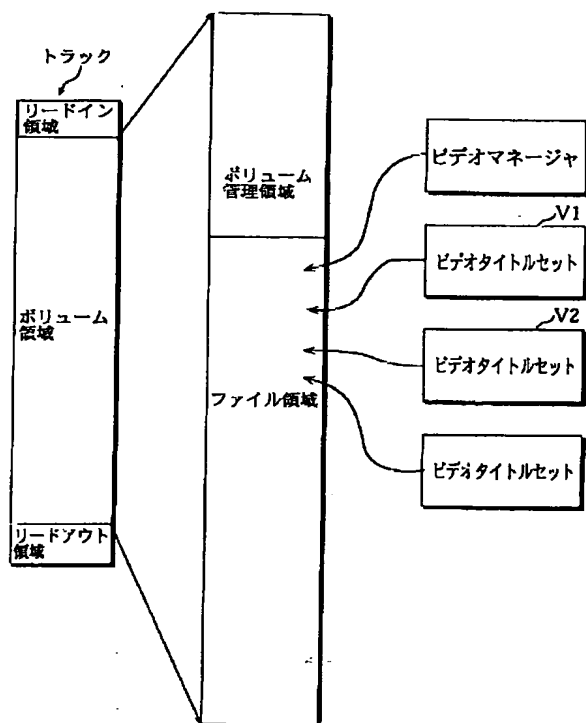 トラック
リードイン
領域
ボリューム
領域
リードアウト
領域
ボリューム
管理領域
ファイル領域
ビデオマネージャ
V1
ビデオタイトルセット
V2
ビデオタイトルセット
ビデオタイトルセット